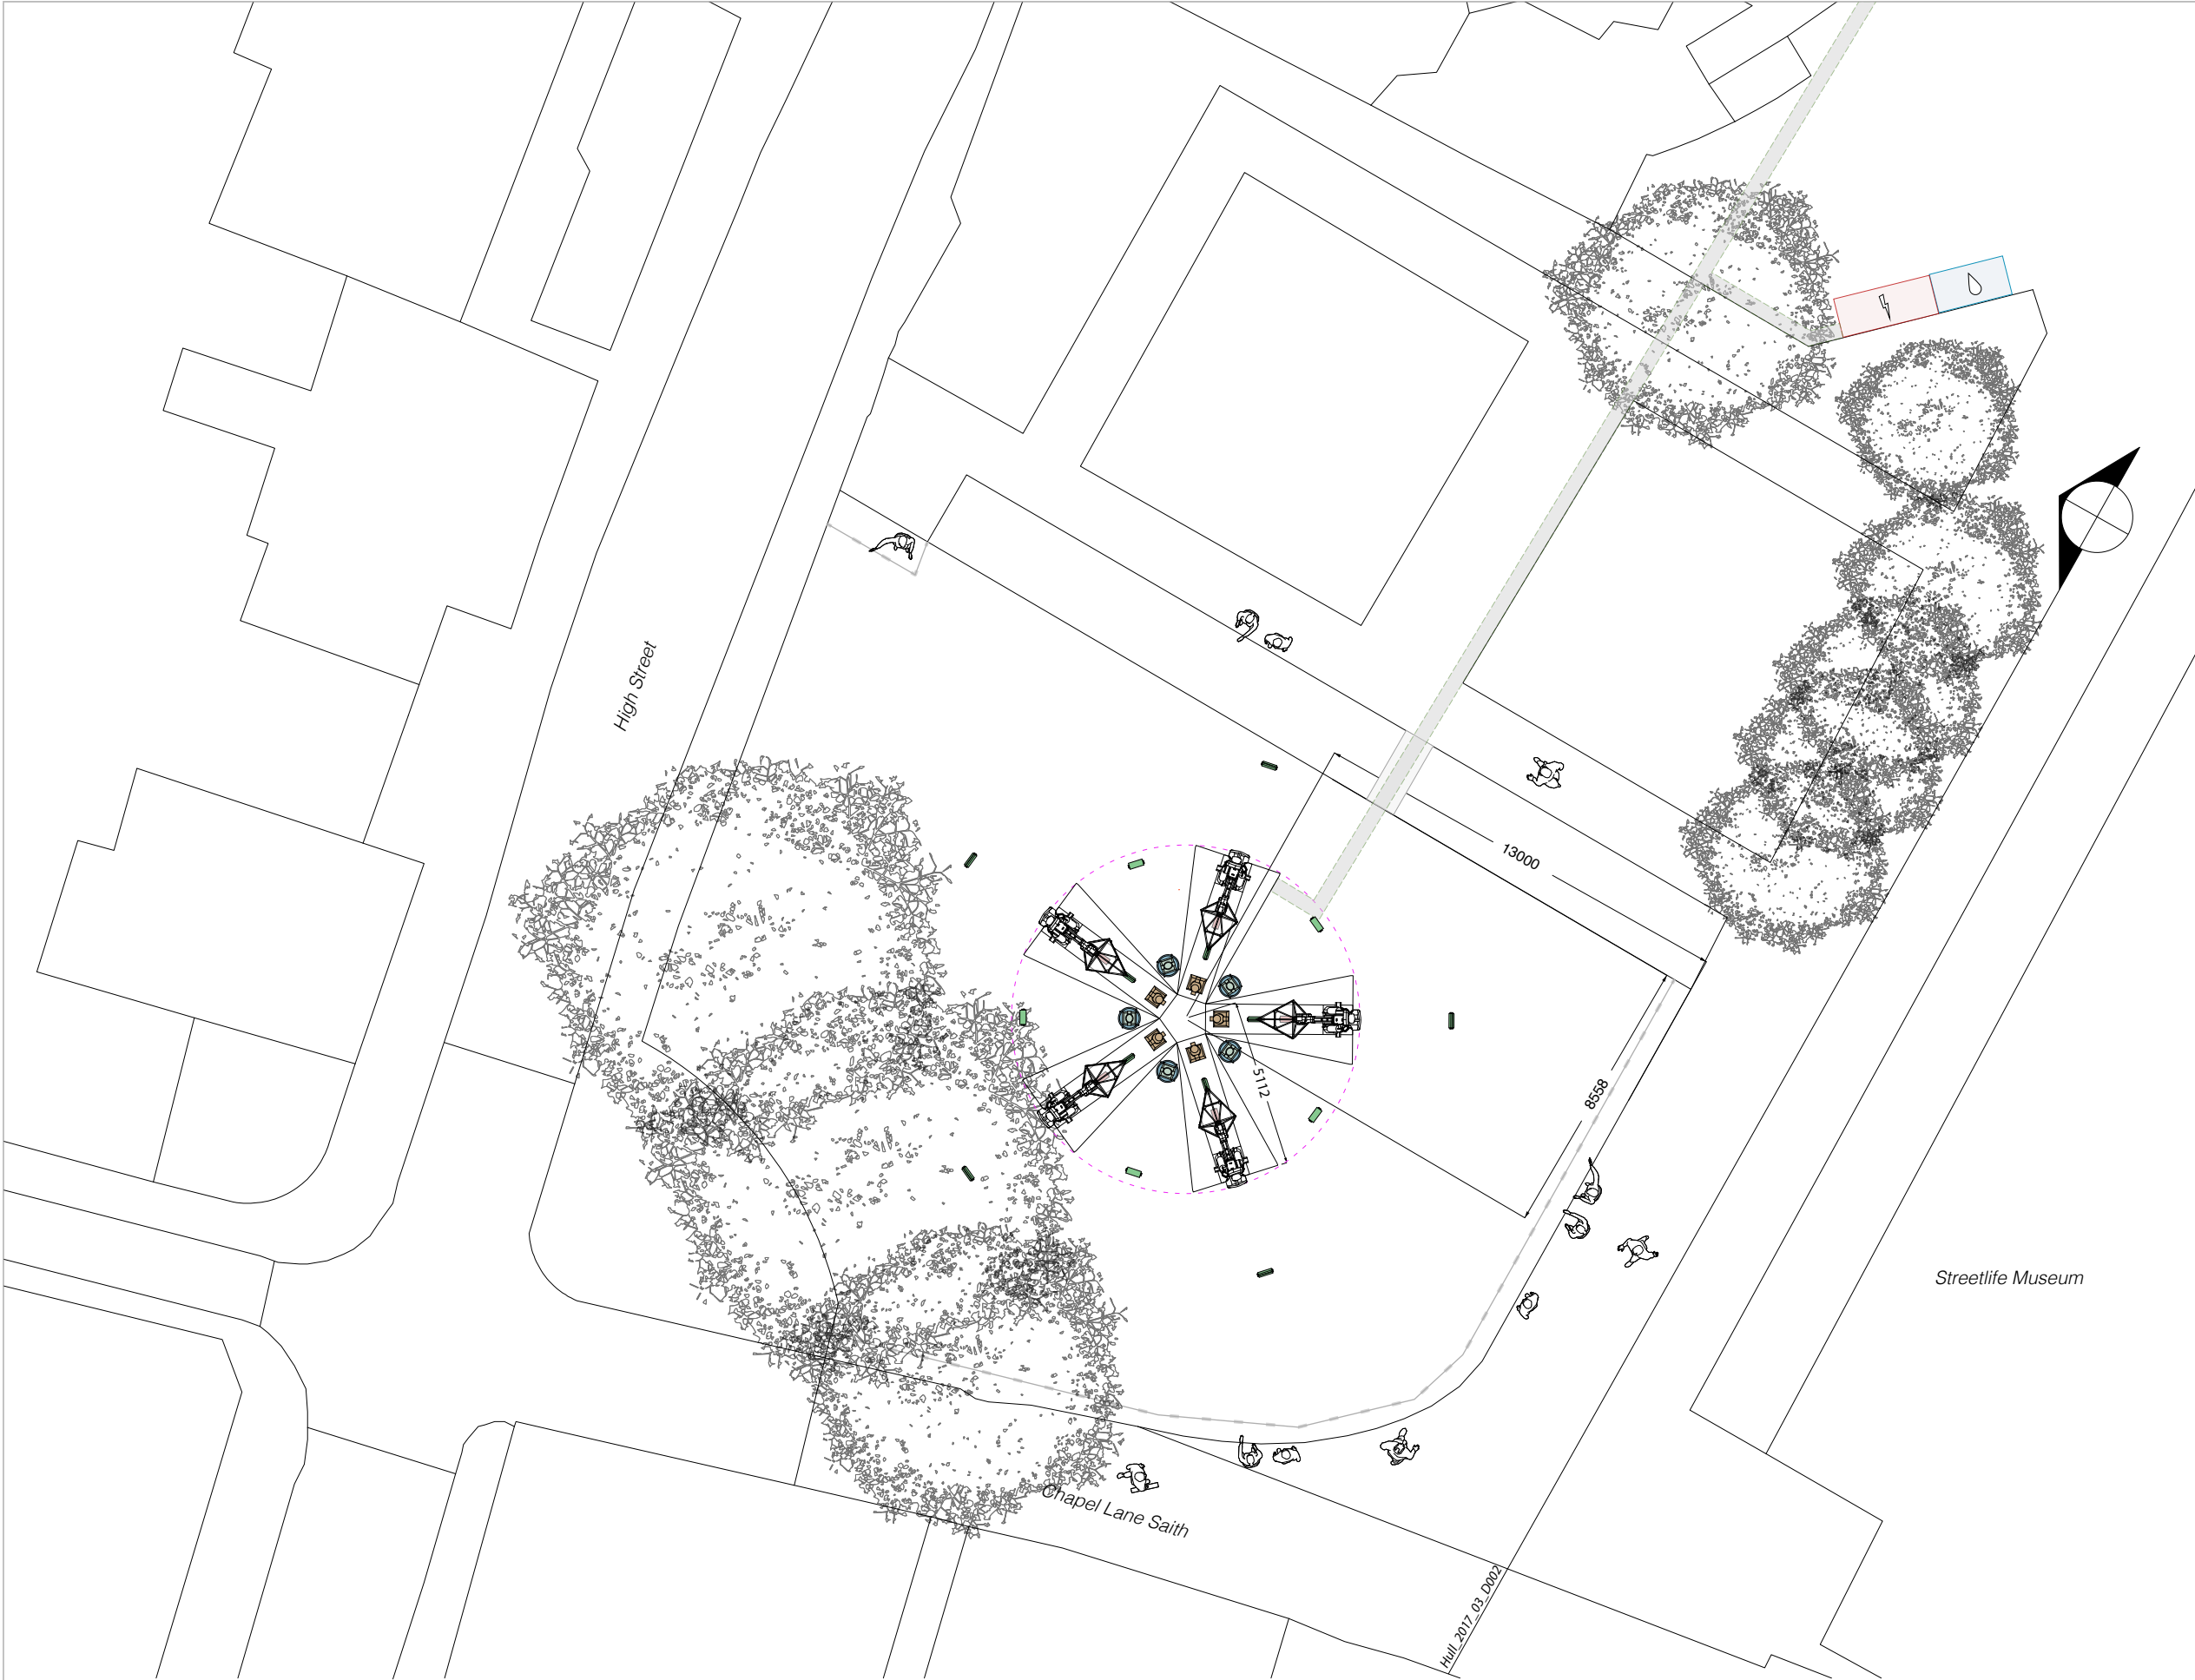 High Street
13000
5112
8558
Streetlife Museum
Chapel Lane Saith
Hull_2017_03_D002